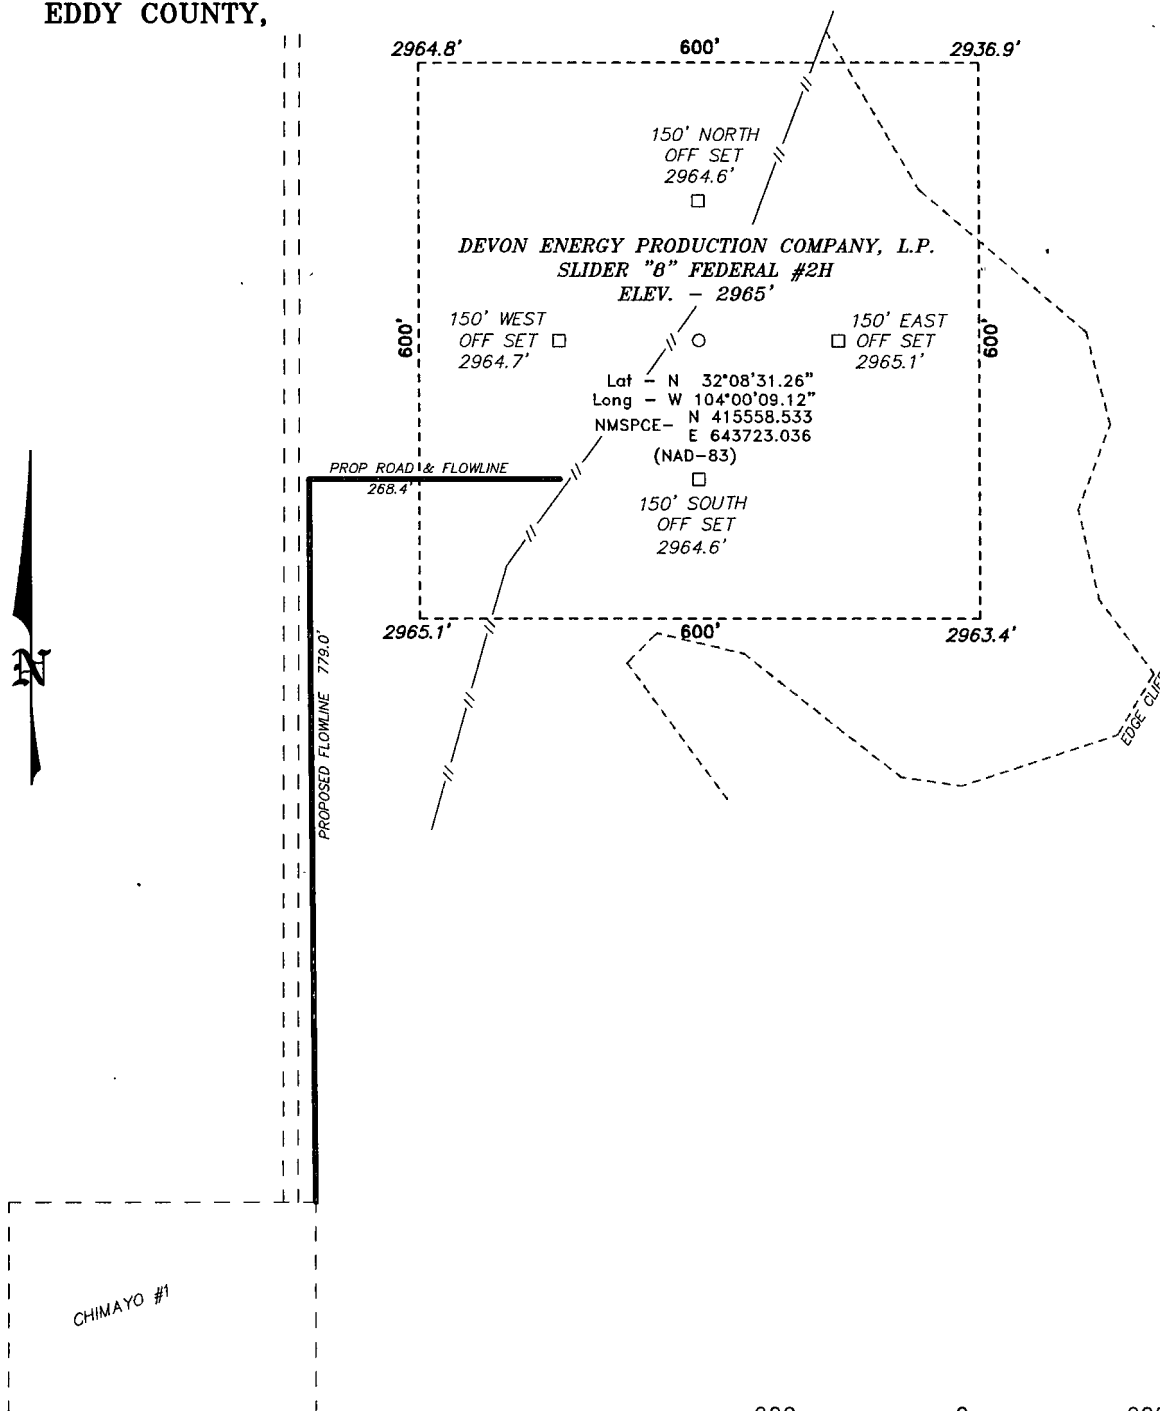 EDDY COUNTY,
2964.8'
600'
2936.9'
150' NORTH
OFF SET
2964.6'
DEVON ENERGY PRODUCTION COMPANY, L.P.
SLIDER "8" FEDERAL #2H
ELEV. - 2965'
600'
150' WEST
OFF SET
2964.7'
150' EAST
OFF SET
2965.1'
600'
Lat - N 32°08'31.26"
Long - W 104°00'09.12"
NMSPCE- N 415558.533
E 643723.036
(NAD-83)
PROP ROAD & FLOWLINE
268.4'
150' SOUTH
OFF SET
2964.6'
2965.1'
600'
2963.4'
N
PROPOSED FLOWLINE 779.0'
EDGE CLIFF
CHIMAYO #1